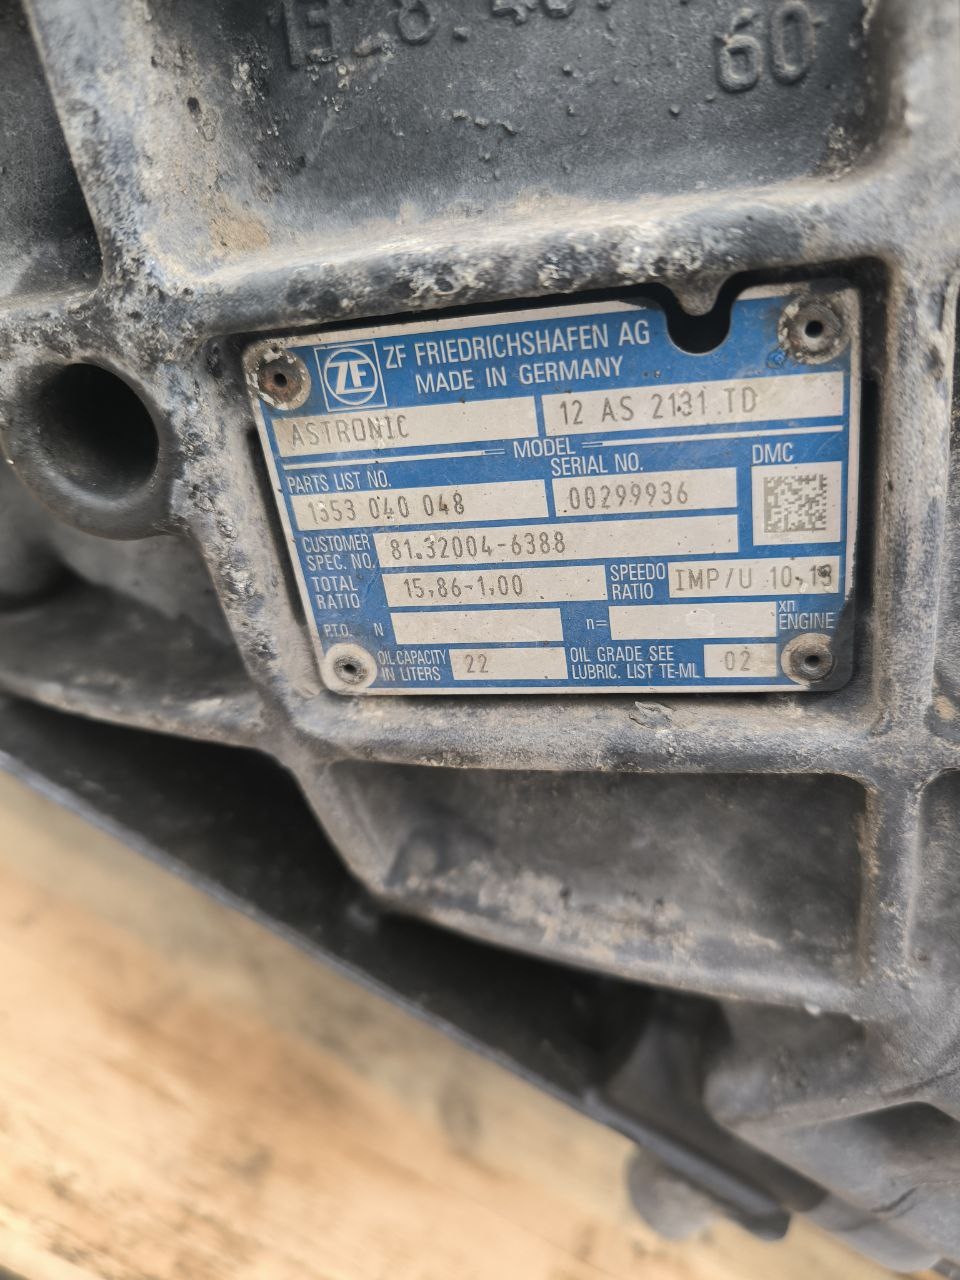 60
ZF
ZF FRIEDRICHSHAFEN AG
MADE IN GERMANY
ASTRONIC
12 AS 2131 TD
MODEL
PARTS LIST NO.
SERIAL NO.
DMC
1353 040 048
00299936
CUSTOMER
SPEC. NO.
81.32004-6388
TOTAL
RATIO
15,86-1,00
SPEEDO
RATIO
IMP/U 10,13
P.T.O. N
n=
xn
ENGINE
OIL CAPACITY
IN LITERS
22
OIL GRADE SEE
LUBRIC. LIST TE-ML
02